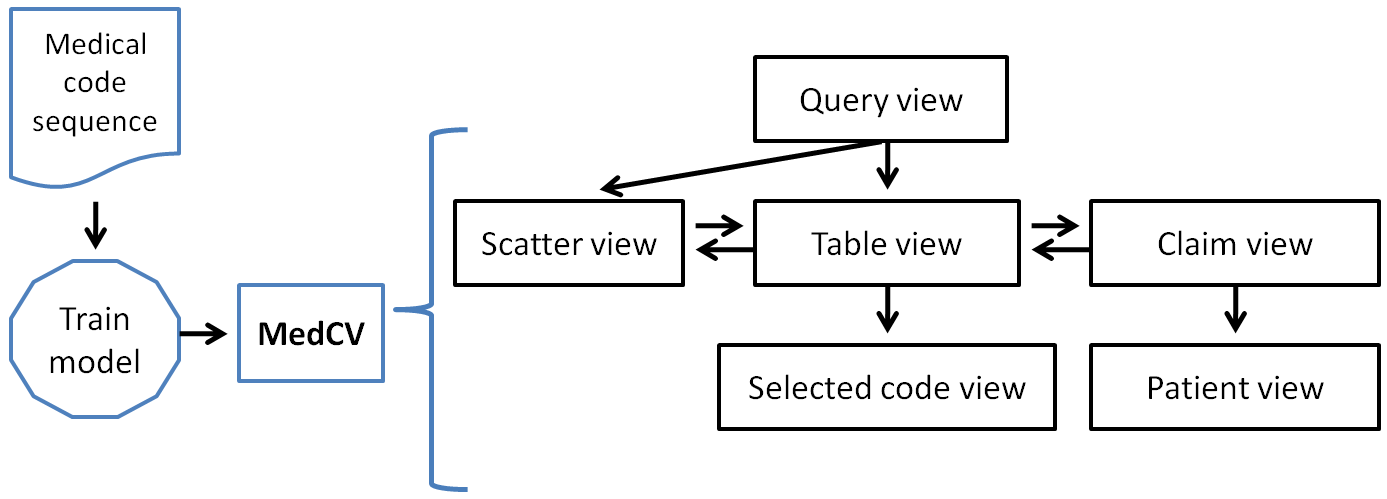 Medical
code
sequence
Train
model
MedCV
Query view
Scatter view
Table view
Claim view
Selected code view
Patient view